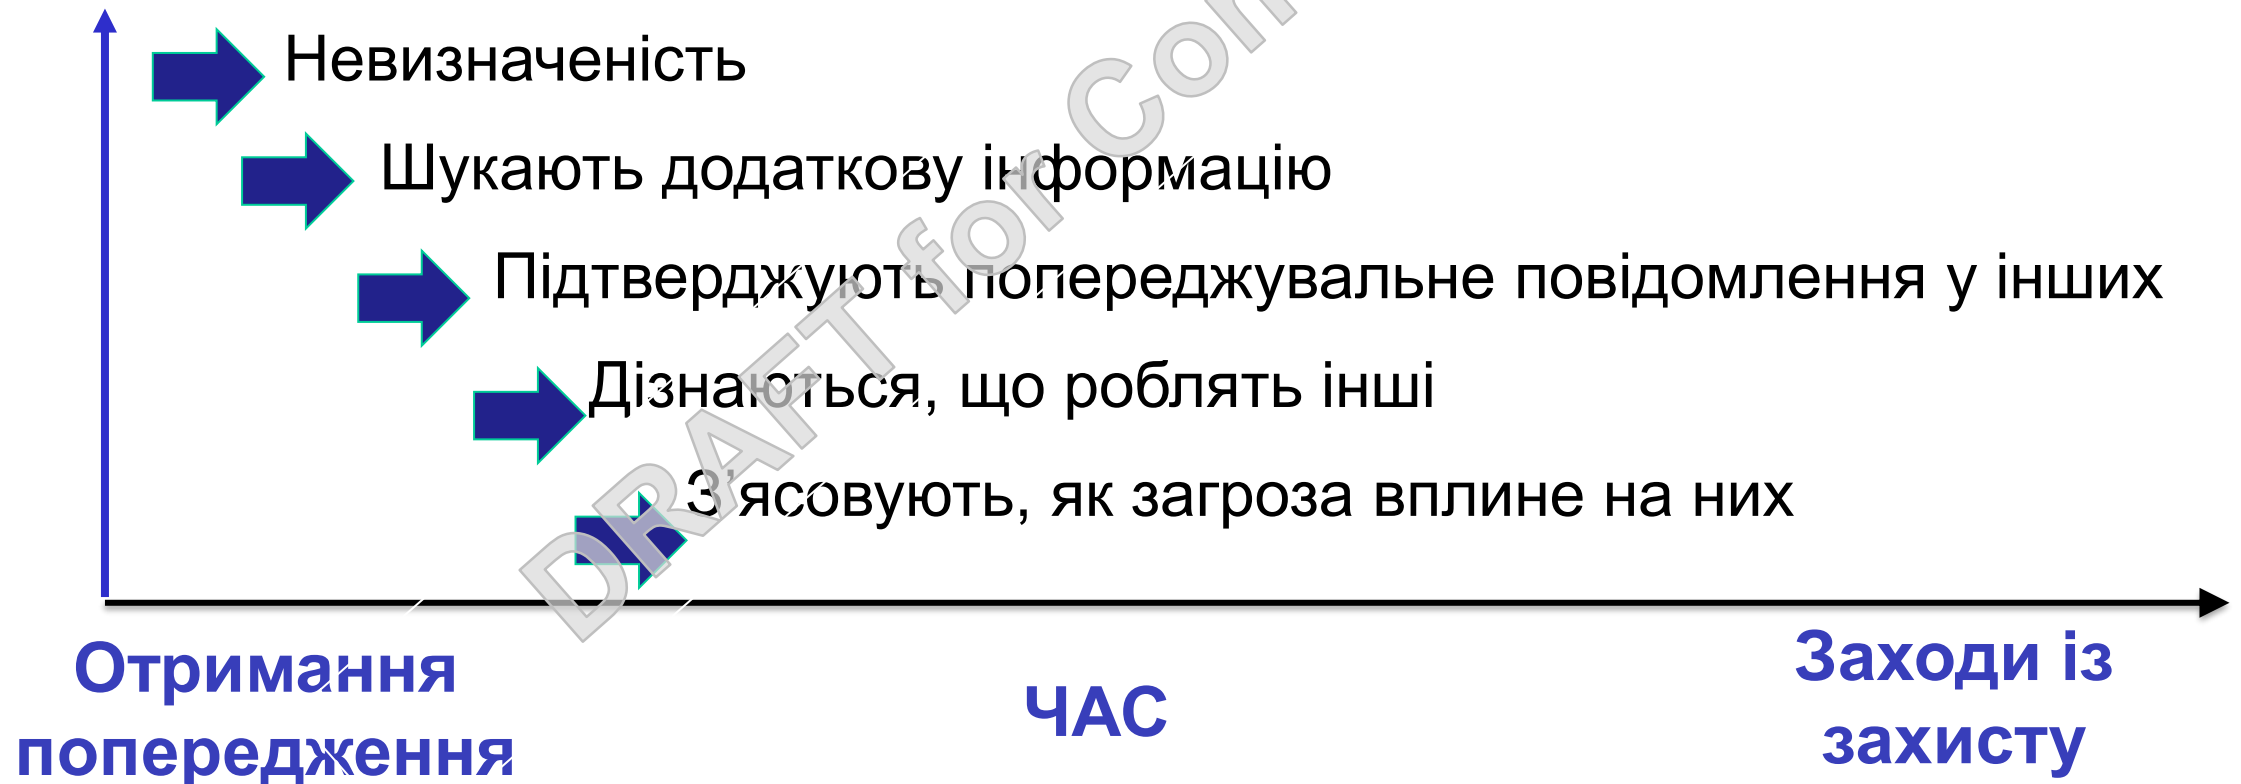 Невизначеність
Шукають додаткову інформацію
Підтверджують попереджувальне повідомлення у інших
Дізнаються, що роблять інші
З’ясовують, як загроза вплине на них
Отримання
попередження
ЧАС
Заходи із
захисту
DRAFT for